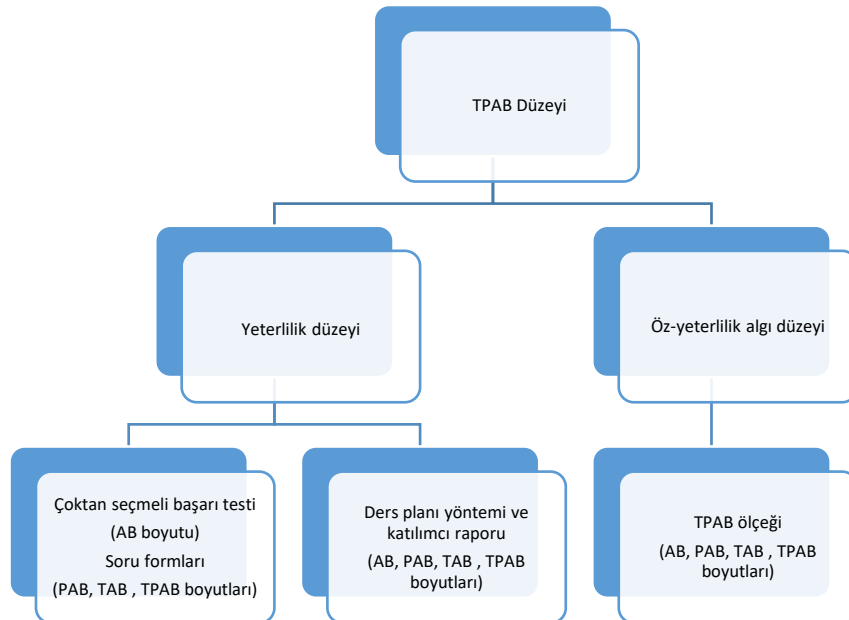 TPAB Düzeyi
Yeterlilik düzeyi
Öz-yeterlilik algı düzeyi
Çoktan seçmeli başarı testi
(AB boyutu)
Soru formları
(PAB, TAB , TPAB boyutları)
Ders planı yöntemi ve
katılımcı raporu
(AB, PAB, TAB , TPAB
boyutları)
TPAB ölçeği
(AB, PAB, TAB , TPAB
boyutları)